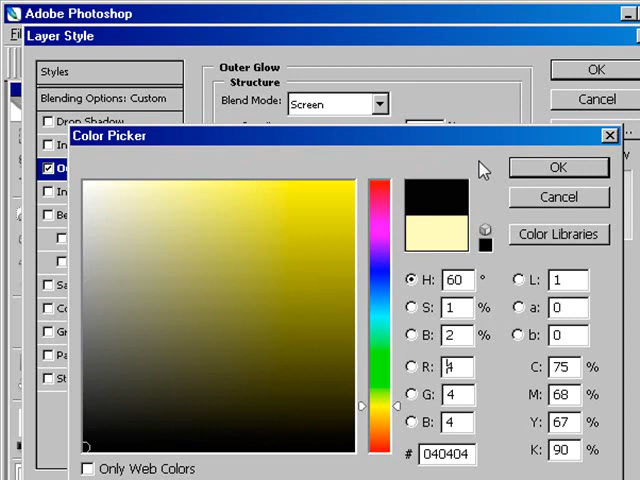 Adobe Photoshop
Layer Style
Styles
Blending Options: Custom
Outer Glow
Structure
Blend Mode: Screen
OK
Cancel
Color Picker
OK
Cancel
Color Libraries
H: 60 °
S: 1 %
B: 2 %
R: 4
G: 4
B: 4
# 040404
L: 1
a: 0
b: 0
C: 75 %
M: 68 %
Y: 67 %
K: 90 %
Only Web Colors